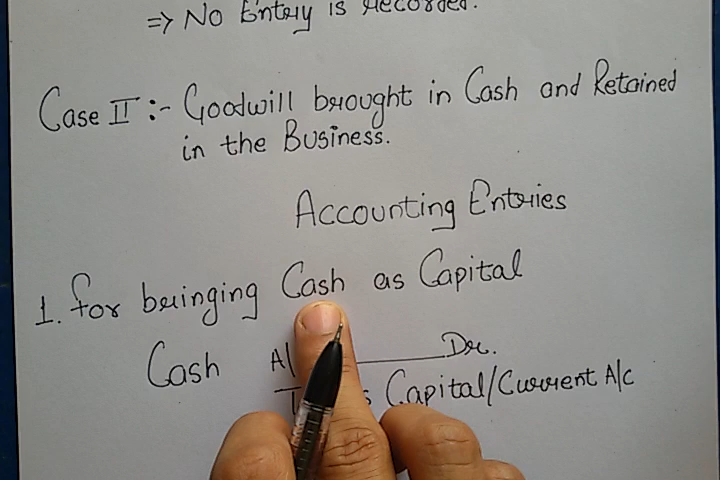 => No Entry is Recorded.
Case II :- Goodwill brought in Cash and Retained
in the Business.
Accounting Entries
1. for bringing Cash as Capital
Cash A/ Dr.
Capital/Current A/c